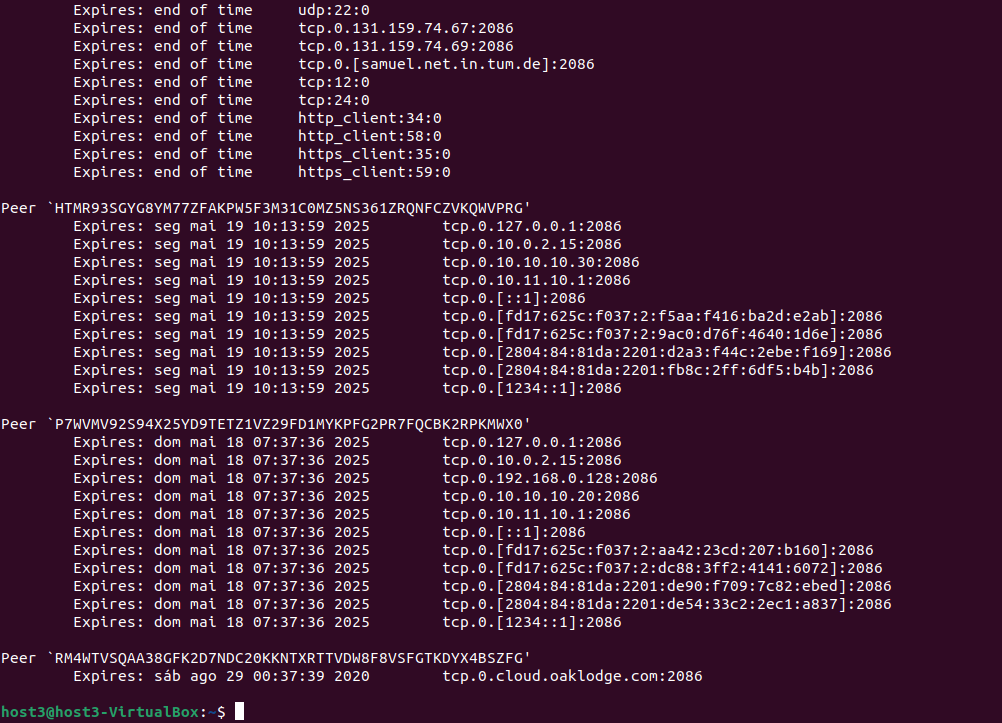 Expires: end of time     udp:22:0
Expires: end of time     tcp.0.131.159.74.67:2086
Expires: end of time     tcp.0.131.159.74.69:2086
Expires: end of time     tcp.0.[samuel.net.in.tum.de]:2086
Expires: end of time     tcp:12:0
Expires: end of time     tcp:24:0
Expires: end of time     http_client:34:0
Expires: end of time     http_client:58:0
Expires: end of time     https_client:35:0
Expires: end of time     https_client:59:0
Peer `HTMR93SGYG8YM77ZFAKPW5F3M31C0MZ5NS361ZRQNFCZVKQWVPRG'
Expires: seg mai 19 10:13:59 2025        tcp.0.127.0.0.1:2086
Expires: seg mai 19 10:13:59 2025        tcp.0.10.0.2.15:2086
Expires: seg mai 19 10:13:59 2025        tcp.0.10.10.10.30:2086
Expires: seg mai 19 10:13:59 2025        tcp.0.10.11.10.1:2086
Expires: seg mai 19 10:13:59 2025        tcp.0.[::1]:2086
Expires: seg mai 19 10:13:59 2025        tcp.0.[fd17:625c:f037:2:f5aa:f416:ba2d:e2ab]:2086
Expires: seg mai 19 10:13:59 2025        tcp.0.[fd17:625c:f037:2:9ac0:d76f:4640:1d6e]:2086
Expires: seg mai 19 10:13:59 2025        tcp.0.[2804:84:81da:2201:d2a3:f44c:2ebe:f169]:2086
Expires: seg mai 19 10:13:59 2025        tcp.0.[2804:84:81da:2201:fb8c:2ff:6df5:b4b]:2086
Expires: seg mai 19 10:13:59 2025        tcp.0.[1234::1]:2086
Peer `P7WVMV92S94X25YD9TETZ1VZ29FD1MYKPFG2PR7FQCBK2RPKMWX0'
Expires: dom mai 18 07:37:36 2025        tcp.0.127.0.0.1:2086
Expires: dom mai 18 07:37:36 2025        tcp.0.10.0.2.15:2086
Expires: dom mai 18 07:37:36 2025        tcp.0.192.168.0.128:2086
Expires: dom mai 18 07:37:36 2025        tcp.0.10.10.10.20:2086
Expires: dom mai 18 07:37:36 2025        tcp.0.10.11.10.1:2086
Expires: dom mai 18 07:37:36 2025        tcp.0.[::1]:2086
Expires: dom mai 18 07:37:36 2025        tcp.0.[fd17:625c:f037:2:aa42:23cd:207:b160]:2086
Expires: dom mai 18 07:37:36 2025        tcp.0.[fd17:625c:f037:2:dc88:3ff2:4141:6072]:2086
Expires: dom mai 18 07:37:36 2025        tcp.0.[2804:84:81da:2201:de90:f709:7c82:ebed]:2086
Expires: dom mai 18 07:37:36 2025        tcp.0.[2804:84:81da:2201:de54:33c2:2ec1:a837]:2086
Expires: dom mai 18 07:37:36 2025        tcp.0.[1234::1]:2086
Peer `RM4WTVSQAA38GFK2D7NDC20KKNTXRTTVDW8F8VSFGTKDYX4BSZFG'
Expires: sáb ago 29 00:37:39 2020        tcp.0.cloud.oaklodge.com:2086
host3@host3-VirtualBox:~$